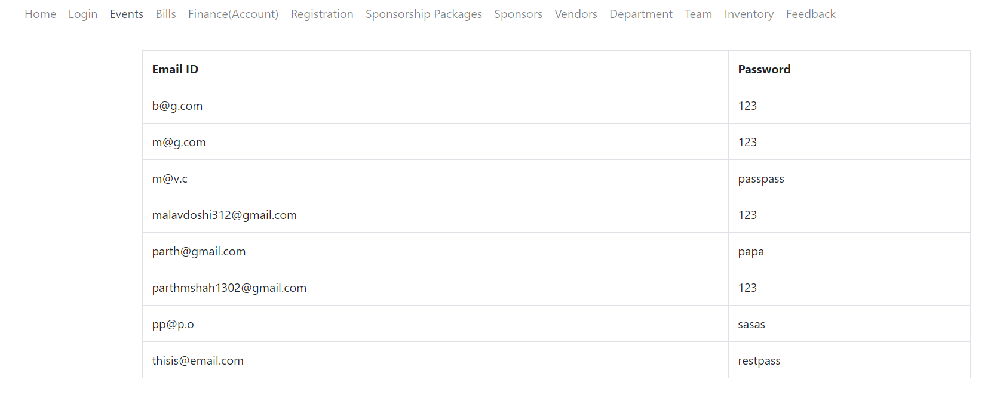 Home Login Events Bills Finance(Account) Registration Sponsorship Packages Sponsors Vendors Department Team Inventory Feedback
Email ID Password
b@g.com 123
m@g.com 123
m@v.c passpass
malavdoshi312@gmail.com 123
parth@gmail.com papa
parthmshah1302@gmail.com 123
pp@p.o sasas
thisis@email.com restpass